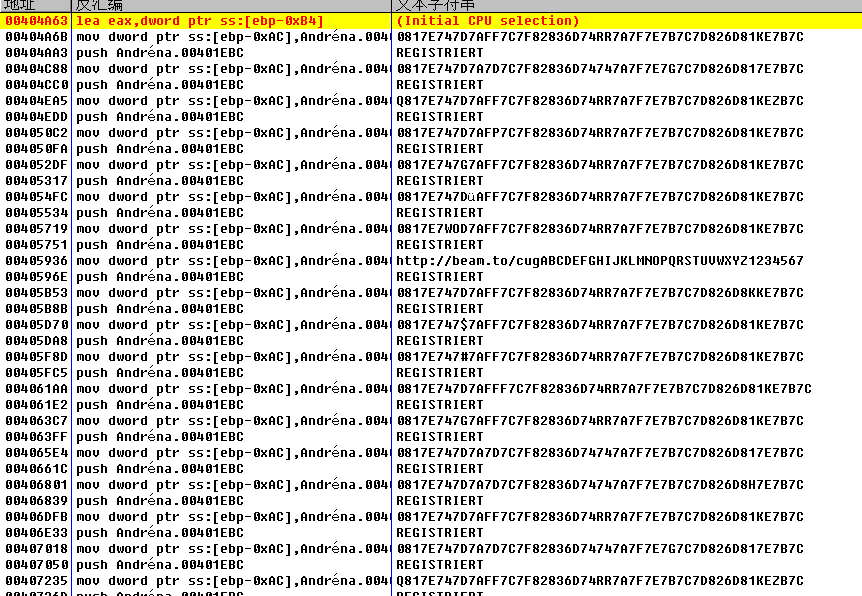 地址 反汇编 文本字符串
00404A63 lea eax,dword ptr ss:[ebp-0xB4] (Initial CPU selection)
00404A6B mov dword ptr ss:[ebp-0xAC],Andréna.004 0817E747D7AFF7C7F82836D74RR7A7F7E7B7C7D826D81KE7B7C
00404AA3 push Andréna.00401EBC REGISTRIERT
00404C88 mov dword ptr ss:[ebp-0xAC],Andréna.004 0817E747D7A7D7C7F82836D74747A7F7E7G7C7D826D817E7B7C
00404CC0 push Andréna.00401EBC REGISTRIERT
00404EA5 mov dword ptr ss:[ebp-0xAC],Andréna.004 Q817E747D7AFF7C7F82836D74RR7A7F7E7B7C7D826D81KEZB7C
00404EDD push Andréna.00401EBC REGISTRIERT
004050C2 mov dword ptr ss:[ebp-0xAC],Andréna.004 0817E747D7AFP7C7F82836D74RR7A7F7E7B7C7D826D81KE7B7C
004050FA push Andréna.00401EBC REGISTRIERT
004052DF mov dword ptr ss:[ebp-0xAC],Andréna.004 0817E747G7AFF7C7F82836D74RR7A7F7E7B7C7D826D81KE7B7C
00405317 push Andréna.00401EBC REGISTRIERT
004054FC mov dword ptr ss:[ebp-0xAC],Andréna.004 0817E747DüAFF7C7F82836D74RR7A7F7E7B7C7D826D81KE7B7C
00405534 push Andréna.00401EBC REGISTRIERT
00405719 mov dword ptr ss:[ebp-0xAC],Andréna.004 0817E7WOD7AFF7C7F82836D74RR7A7F7E7B7C7D826D81KE7B7C
00405751 push Andréna.00401EBC REGISTRIERT
00405936 mov dword ptr ss:[ebp-0xAC],Andréna.004 http://beam.to/cugABCDEFGHIJKLMNOPQRSTUVWXYZ1234567
0040596E push Andréna.00401EBC REGISTRIERT
00405B53 mov dword ptr ss:[ebp-0xAC],Andréna.004 0817E747D7AFF7C7F82836D74RR7A7F7E7B7C7D826D8KKE7B7C
00405B8B push Andréna.00401EBC REGISTRIERT
00405D70 mov dword ptr ss:[ebp-0xAC],Andréna.004 0817E747$7AFF7C7F82836D74RR7A7F7E7B7C7D826D81KE7B7C
00405DA8 push Andréna.00401EBC REGISTRIERT
00405F8D mov dword ptr ss:[ebp-0xAC],Andréna.004 0817E747#7AFF7C7F82836D74RR7A7F7E7B7C7D826D81KE7B7C
00405FC5 push Andréna.00401EBC REGISTRIERT
004061AA mov dword ptr ss:[ebp-0xAC],Andréna.004 0817E747D7AFFF7C7F82836D74RR7A7F7E7B7C7D826D81KE7B7C
004061E2 push Andréna.00401EBC REGISTRIERT
004063C7 mov dword ptr ss:[ebp-0xAC],Andréna.004 0817E747G7AFF7C7F82836D74RR7A7F7E7B7C7D826D81KE7B7C
004063FF push Andréna.00401EBC REGISTRIERT
004065E4 mov dword ptr ss:[ebp-0xAC],Andréna.004 0817E747D7A7D7C7F82836D74747A7F7E7B7C7D826D817E7B7C
0040661C push Andréna.00401EBC REGISTRIERT
00406801 mov dword ptr ss:[ebp-0xAC],Andréna.004 0817E747D7A7D7C7F82836D74747A7F7E7B7C7D826D8H7E7B7C
00406839 push Andréna.00401EBC REGISTRIERT
00406DFB mov dword ptr ss:[ebp-0xAC],Andréna.004 0817E747D7AFF7C7F82836D74RR7A7F7E7B7C7D826D81KE7B7C
00406E33 push Andréna.00401EBC REGISTRIERT
00407018 mov dword ptr ss:[ebp-0xAC],Andréna.004 0817E747D7A7D7C7F82836D74747A7F7E7G7C7D826D817E7B7C
00407050 push Andréna.00401EBC REGISTRIERT
00407235 mov dword ptr ss:[ebp-0xAC],Andréna.004 Q817E747D7AFF7C7F82836D74RR7A7F7E7B7C7D826D81KEZB7C
0040726D push Andréna.00401EBC REGISTRIERT